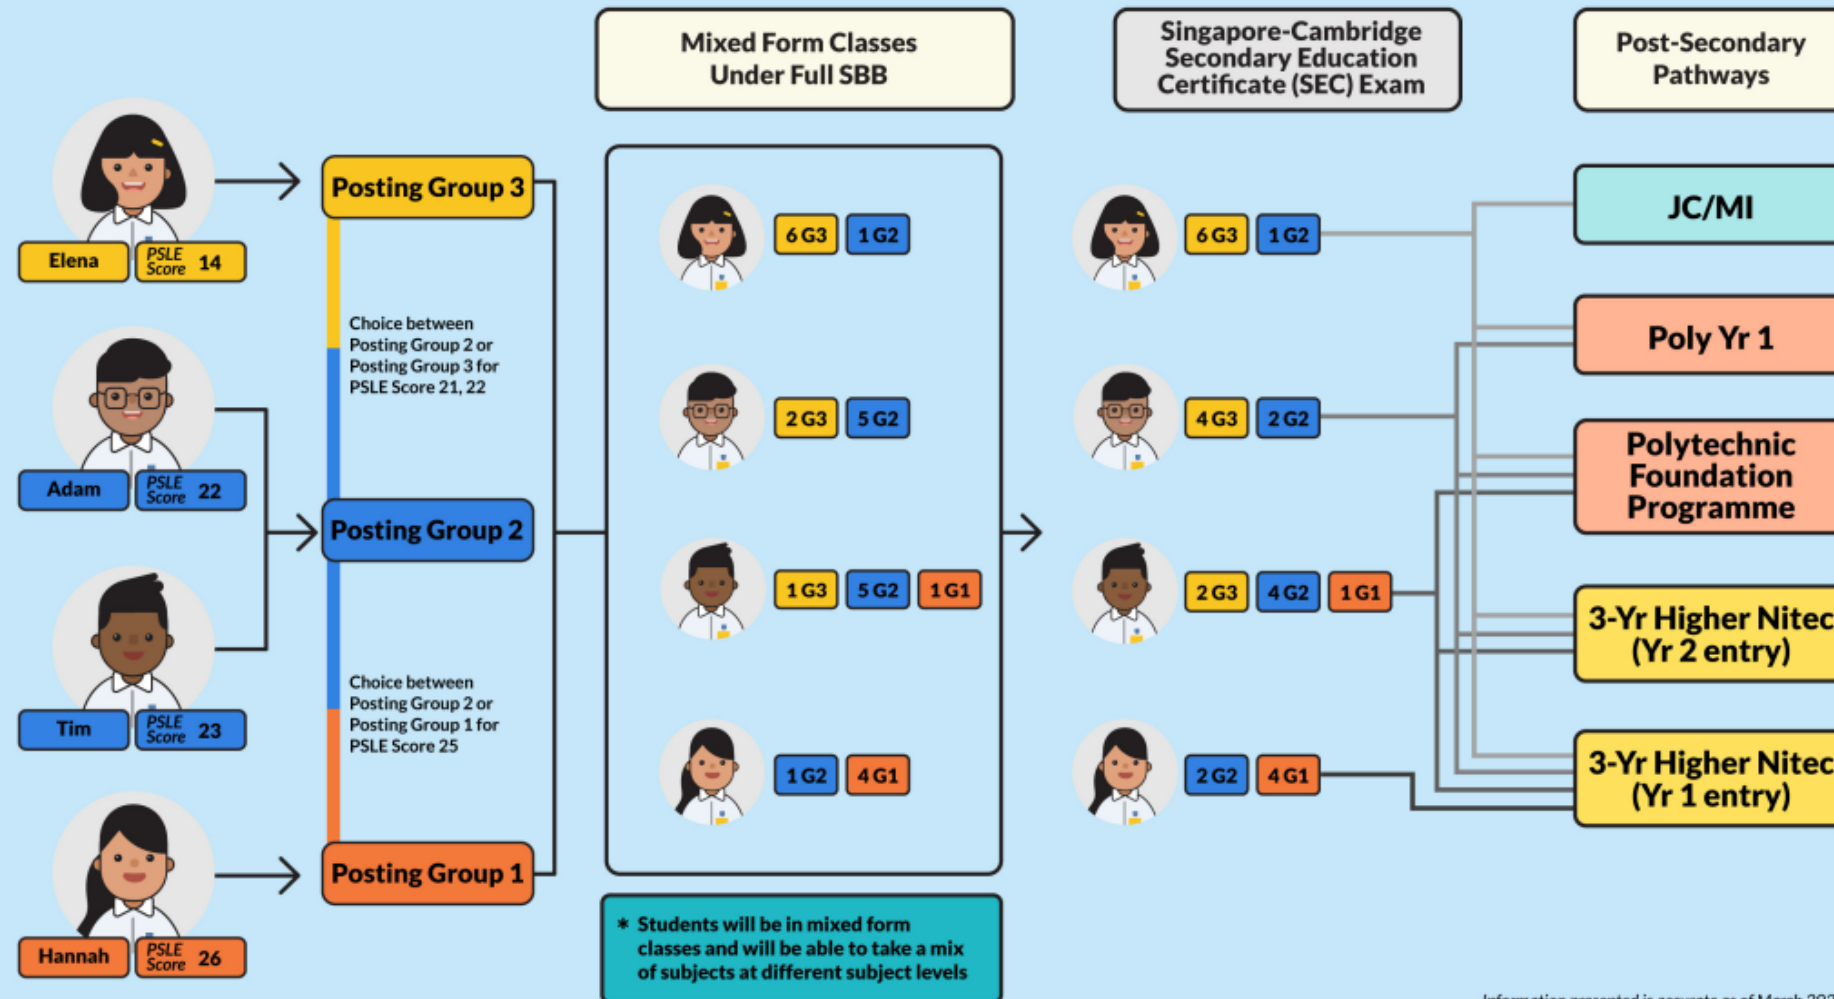 Mixed Form Classes
Under Full SBB
Singapore-Cambridge
Secondary Education
Certificate (SEC) Exam
Post-Secondary
Pathways
Elena
PSLE
Score 14
Adam
PSLE
Score 22
Tim
PSLE
Score 23
Hannah
PSLE
Score 26
Posting Group 3
Choice between
Posting Group 2 or
Posting Group 3 for
PSLE Score 21, 22
Posting Group 2
Choice between
Posting Group 2 or
Posting Group 1 for
PSLE Score 25
Posting Group 1
6 G3 1 G2
2 G3 5 G2
1 G3 5 G2 1 G1
1 G2 4 G1
* Students will be in mixed form
classes and will be able to take a mix
of subjects at different subject levels
6 G3 1 G2
4 G3 2 G2
2 G3 4 G2 1 G1
2 G2 4 G1
JC/MI
Poly Yr 1
Polytechnic
Foundation
Programme
3-Yr Higher Nitec
(Yr 2 entry)
3-Yr Higher Nitec
(Yr 1 entry)
Information presented is accurate as of March